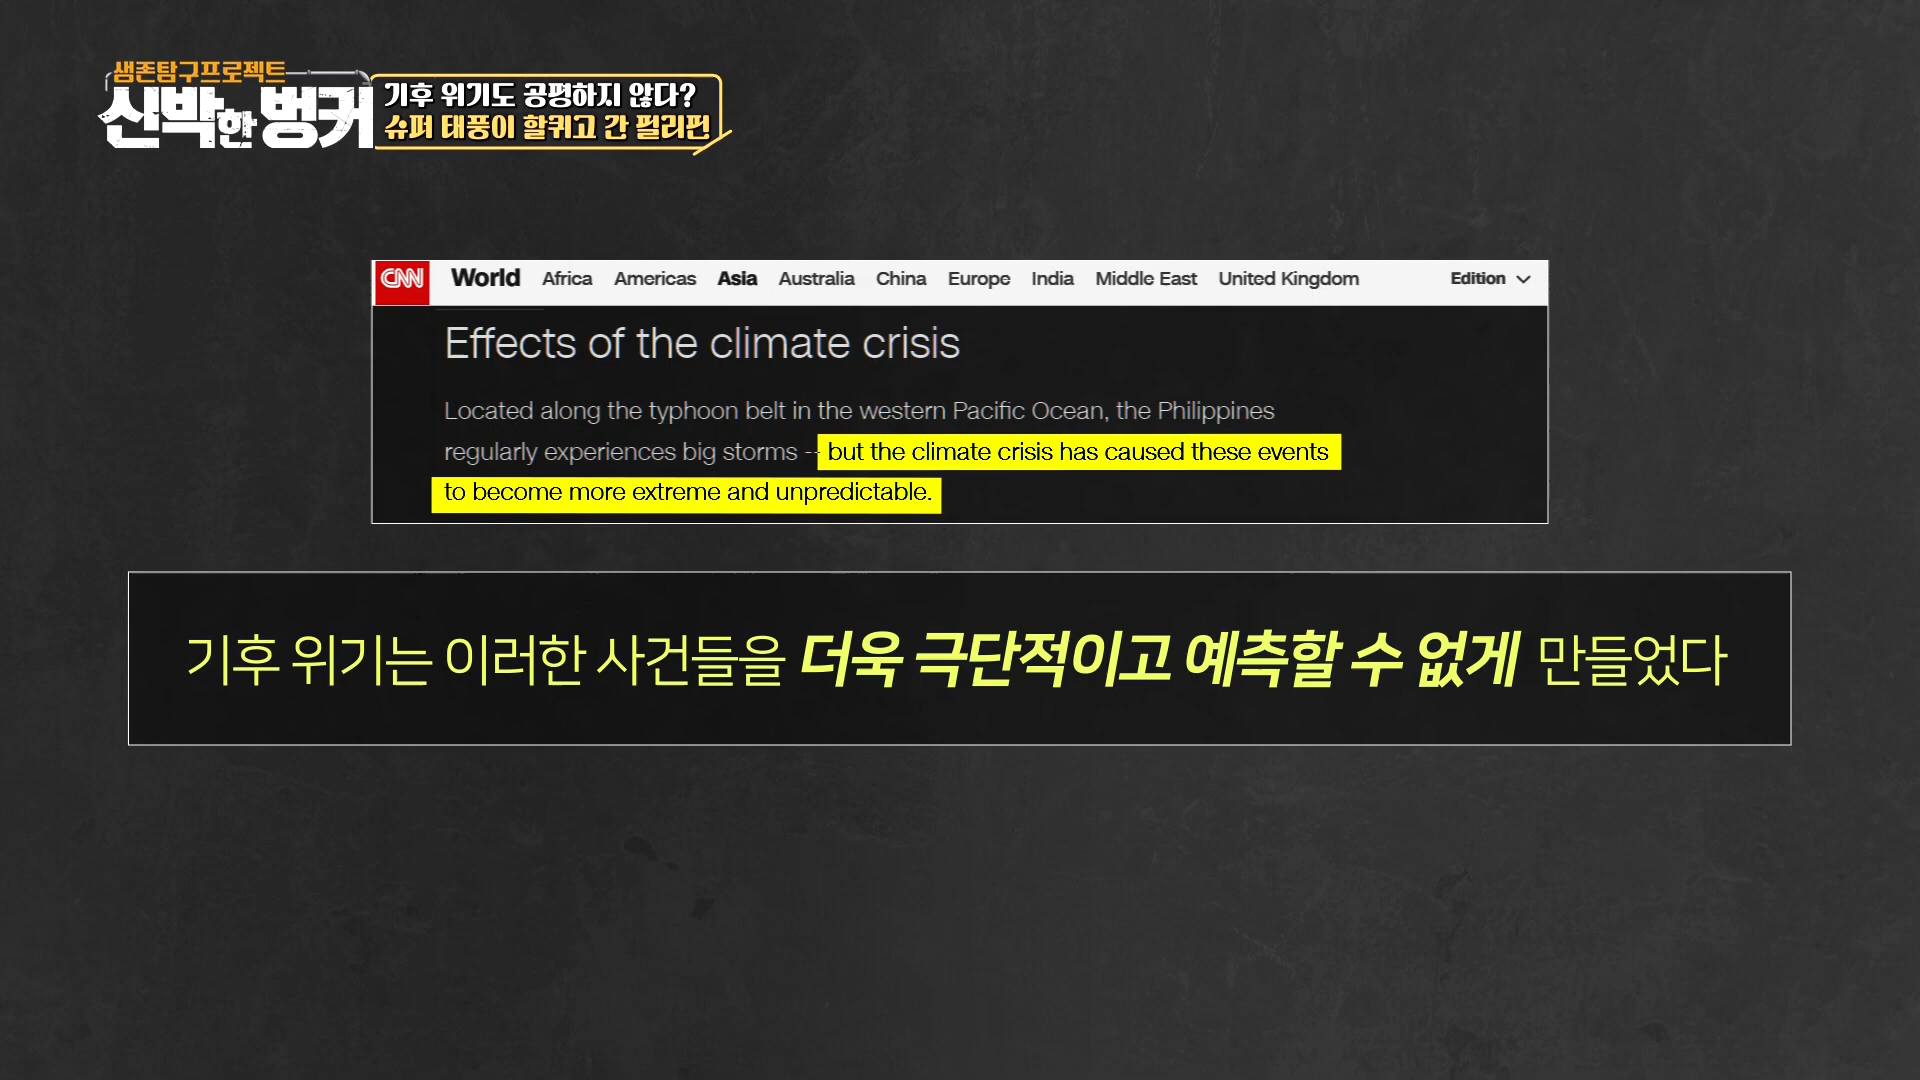 생존탐구프로젝트
신박한 벙커
기후 위기도 공평하지 않다?
슈퍼 태풍이 할퀴고 간 필리핀
CNN World Africa Americas Asia Australia China Europe India Middle East United Kingdom Edition
Effects of the climate crisis
Located along the typhoon belt in the western Pacific Ocean, the Philippines
regularly experiences big storms -- but the climate crisis has caused these events
to become more extreme and unpredictable.
기후 위기는 이러한 사건들을 더욱 극단적이고 예측할 수 없게 만들었다